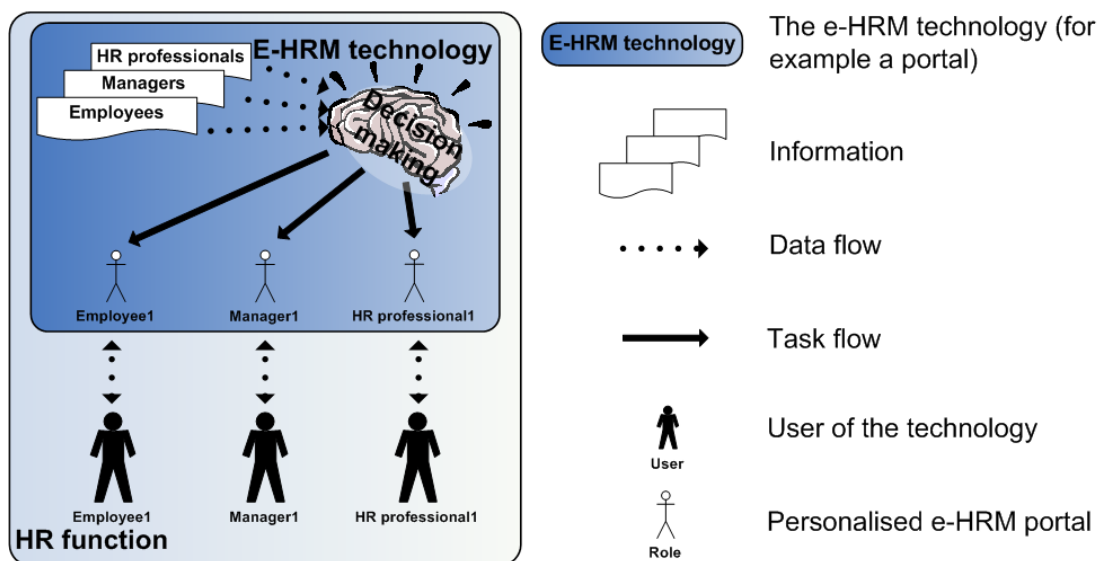 HR professionals
E-HRM technology
Managers
Employees
Decision
making
Employee1
Manager1
HR professional1
Employee1
Manager1
HR professional1
HR function
E-HRM technology
The e-HRM technology (for
example a portal)
Information
Data flow
Task flow
User
User of the technology
Role
Personalised e-HRM portal